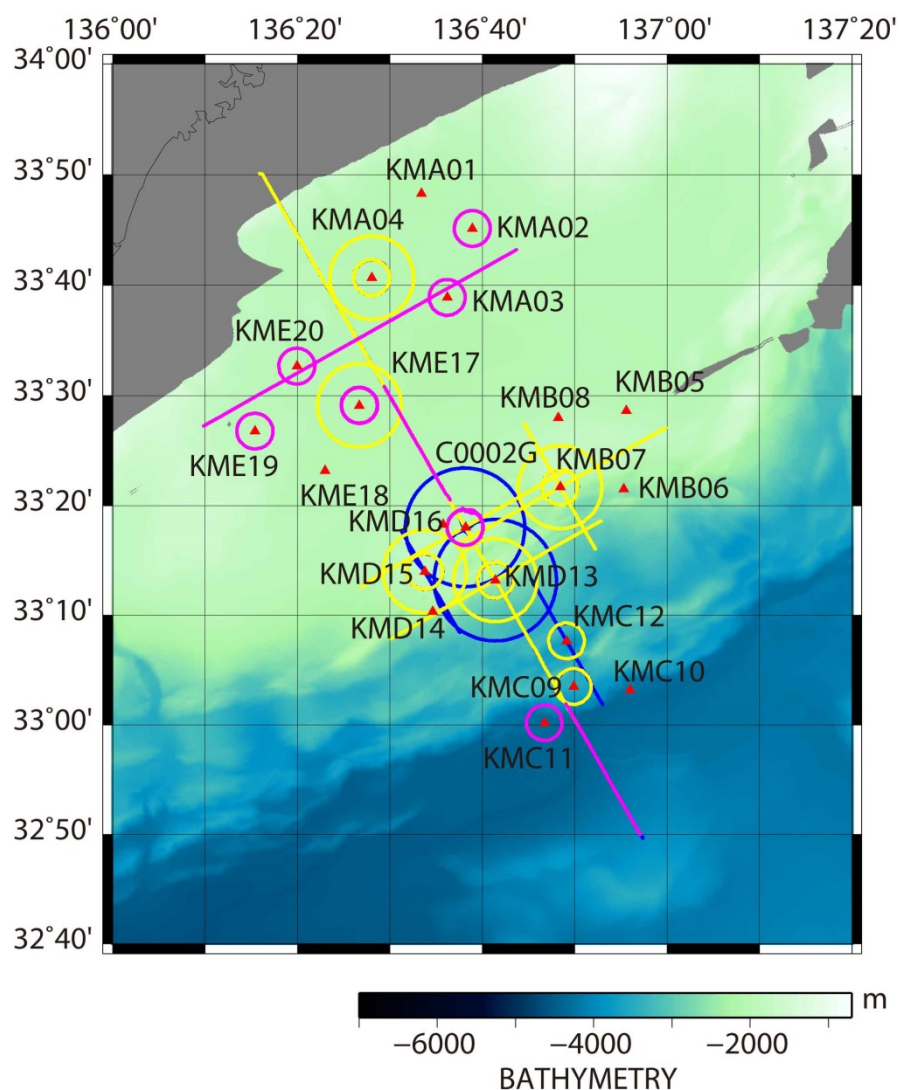 136˚00' 136˚20' 136˚40' 137˚00' 137˚20'
34˚00'
33˚50'
33˚40'
33˚30'
33˚20'
33˚10'
33˚00'
32˚50'
32˚40'
KMA01
KMA04
KMA02
KMA03
KME20
KME17
KMB05
KMB08
KME19
C0002G
KMB07
KME18
KMB06
KMD16
KMD15
KMD13
KMD14
KMC12
KMC09
KMC10
KMC11
m
−6000 −4000 −2000
BATHYMETRY